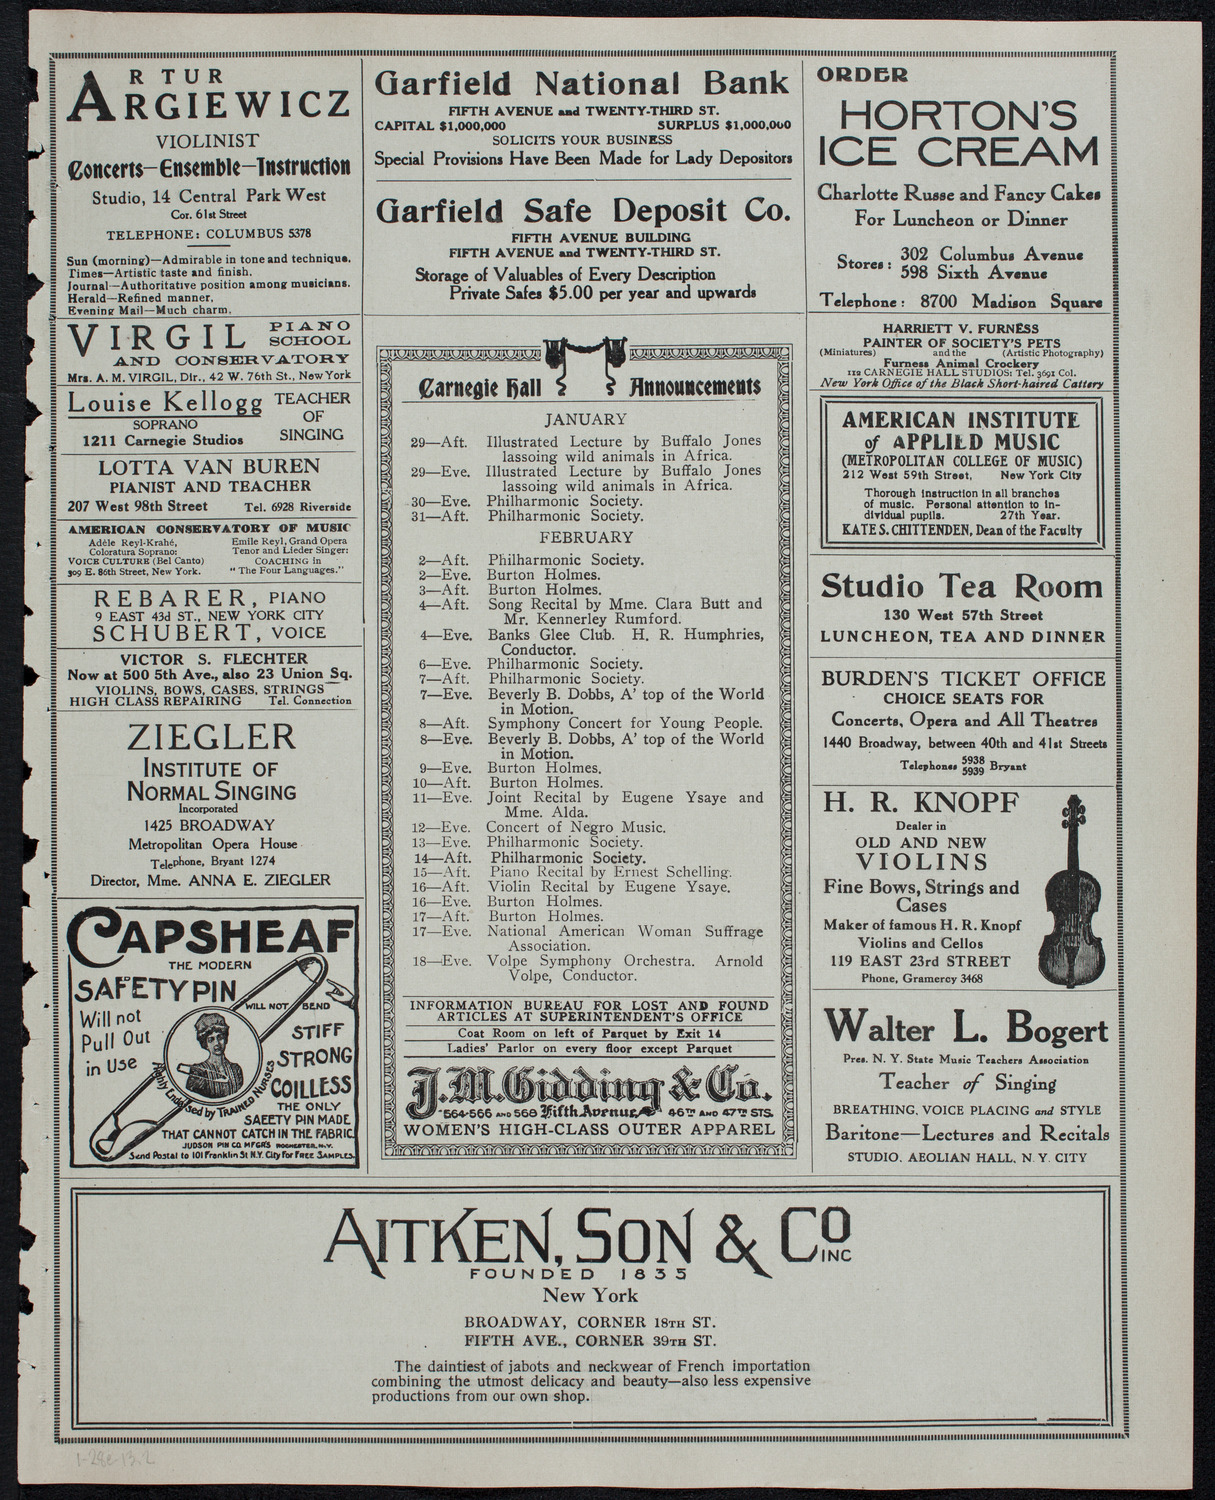 ARTUR
ARGIEWICZ
VIOLINIST
Concerts—Ensemble—Instruction
Studio, 14 Central Park West
Cor. 61st Street
TELEPHONE: COLUMBUS 5378
Sun (morning)—Admirable in tone and technique.
Times—Artistic taste and finish.
Journal—Authoritative position among musicians.
Herald—Refined manner.
Evening Mail—Much charm.
VIRGIL PIANO SCHOOL
AND CONSERVATORY
Mrs. A. M. VIRGIL, Dir., 42 W. 76th St., New York
Louise Kellogg TEACHER OF SINGING
SOPRANO
1211 Carnegie Studios
LOTTA VAN BUREN
PIANIST AND TEACHER
207 West 98th Street Tel. 6928 Riverside
AMERICAN CONSERVATORY OF MUSIC
Adèle Reyl-Krahé,
Coloratura Soprano:
VOICE CULTURE (Bel Canto)
309 E. 86th Street, New York.
Emile Reyl, Grand Opera
Tenor and Lieder Singer:
COACHING in
"The Four Languages."
REBARER, PIANO
9 EAST 43d ST., NEW YORK CITY
SCHUBERT, VOICE
VICTOR S. FLECHTER
Now at 500 5th Ave., also 23 Union Sq.
VIOLINS, BOWS, CASES, STRINGS
HIGH CLASS REPAIRING Tel. Connection
ZIEGLER
INSTITUTE OF
NORMAL SINGING
Incorporated
1425 BROADWAY
Metropolitan Opera House
Telephone, Bryant 1274
Director, Mme. ANNA E. ZIEGLER
CAPSHEAF
THE MODERN
SAFETY PIN
WILL NOT BEND
Will not
Pull Out
in Use
STIFF
STRONG
COILLESS
Highly Endorsed by TRAINED NURSES
THE ONLY
SAFETY PIN MADE
THAT CANNOT CATCH IN THE FABRIC
JUDSON PIN CO. MFGRS ROCHESTER, N.Y.
Send Postal to 101 Franklin St N.Y. City For FREE SAMPLES
Garfield National Bank
FIFTH AVENUE and TWENTY-THIRD ST.
CAPITAL $1,000,000 SURPLUS $1,000,000
SOLICITS YOUR BUSINESS
Special Provisions Have Been Made for Lady Depositors
Garfield Safe Deposit Co.
FIFTH AVENUE BUILDING
FIFTH AVENUE and TWENTY-THIRD ST.
Storage of Valuables of Every Description
Private Safes $5.00 per year and upwards
Carnegie Hall Announcements
JANUARY
29—Aft. Illustrated Lecture by Buffalo Jones
lassoing wild animals in Africa.
29—Eve. Illustrated Lecture by Buffalo Jones
lassoing wild animals in Africa.
30—Eve. Philharmonic Society.
31—Aft. Philharmonic Society.
FEBRUARY
2—Aft. Philharmonic Society.
2—Eve. Burton Holmes.
3—Aft. Burton Holmes.
4—Aft. Song Recital by Mme. Clara Butt and
Mr. Kennerley Rumford.
4—Eve. Banks Glee Club. H. R. Humphries,
Conductor.
6—Eve. Philharmonic Society.
7—Aft. Philharmonic Society.
7—Eve. Beverly B. Dobbs, A' top of the World
in Motion.
8—Aft. Symphony Concert for Young People.
8—Eve. Beverly B. Dobbs, A' top of the World
in Motion.
9—Eve. Burton Holmes.
10—Aft. Burton Holmes.
11—Eve. Joint Recital by Eugene Ysaye and
Mme. Alda.
12—Eve. Concert of Negro Music.
13—Eve. Philharmonic Society.
14—Aft. Philharmonic Society.
15—Aft. Piano Recital by Ernest Schelling.
16—Aft. Violin Recital by Eugene Ysaye.
16—Eve. Burton Holmes.
17—Aft. Burton Holmes.
17—Eve. National American Woman Suffrage
Association.
18—Eve. Volpe Symphony Orchestra. Arnold
Volpe, Conductor.
INFORMATION BUREAU FOR LOST AND FOUND
ARTICLES AT SUPERINTENDENT'S OFFICE
Coat Room on left of Parquet by Exit 14
Ladies' Parlor on every floor except Parquet
J. M. Gidding & Co.
564-566 AND 568 Fifth Avenue 46TH AND 47TH STS.
WOMEN'S HIGH-CLASS OUTER APPAREL
ORDER
HORTON'S
ICE CREAM
Charlotte Russe and Fancy Cakes
For Luncheon or Dinner
Stores: 302 Columbus Avenue
598 Sixth Avenue
Telephone: 8700 Madison Square
HARRIETT V. FURNESS
PAINTER OF SOCIETY'S PETS
(Miniatures) and the (Artistic Photography)
Furness Animal Crockery
112 CARNEGIE HALL STUDIOS: Tel. 3691 Col.
New York Office of the Black Short-haired Cattery
AMERICAN INSTITUTE
of APPLIED MUSIC
(METROPOLITAN COLLEGE OF MUSIC)
212 West 59th Street, New York City
Thorough instruction in all branches
of music. Personal attention to in-
dividual pupils. 27th Year.
KATE S. CHITTENDEN, Dean of the Faculty
Studio Tea Room
130 West 57th Street
LUNCHEON, TEA AND DINNER
BURDEN'S TICKET OFFICE
CHOICE SEATS FOR
Concerts, Opera and All Theatres
1440 Broadway, between 40th and 41st Streets
Telephones 5938 5939 Bryant
H. R. KNOPF
Dealer in
OLD AND NEW
VIOLINS
Fine Bows, Strings and
Cases
Maker of famous H. R. Knopf
Violins and Cellos
119 EAST 23rd STREET
Phone, Gramercy 3468
Walter L. Bogert
Pres. N. Y. State Music Teachers Association
Teacher of Singing
BREATHING, VOICE PLACING and STYLE
Baritone—Lectures and Recitals
STUDIO, AEOLIAN HALL, N. Y. CITY
AITKEN, SON & CO INC
FOUNDED 1835
New York
BROADWAY, CORNER 18TH ST.
FIFTH AVE., CORNER 39TH ST.
The daintiest of jabots and neckwear of French importation
combining the utmost delicacy and beauty—also less expensive
productions from our own shop.